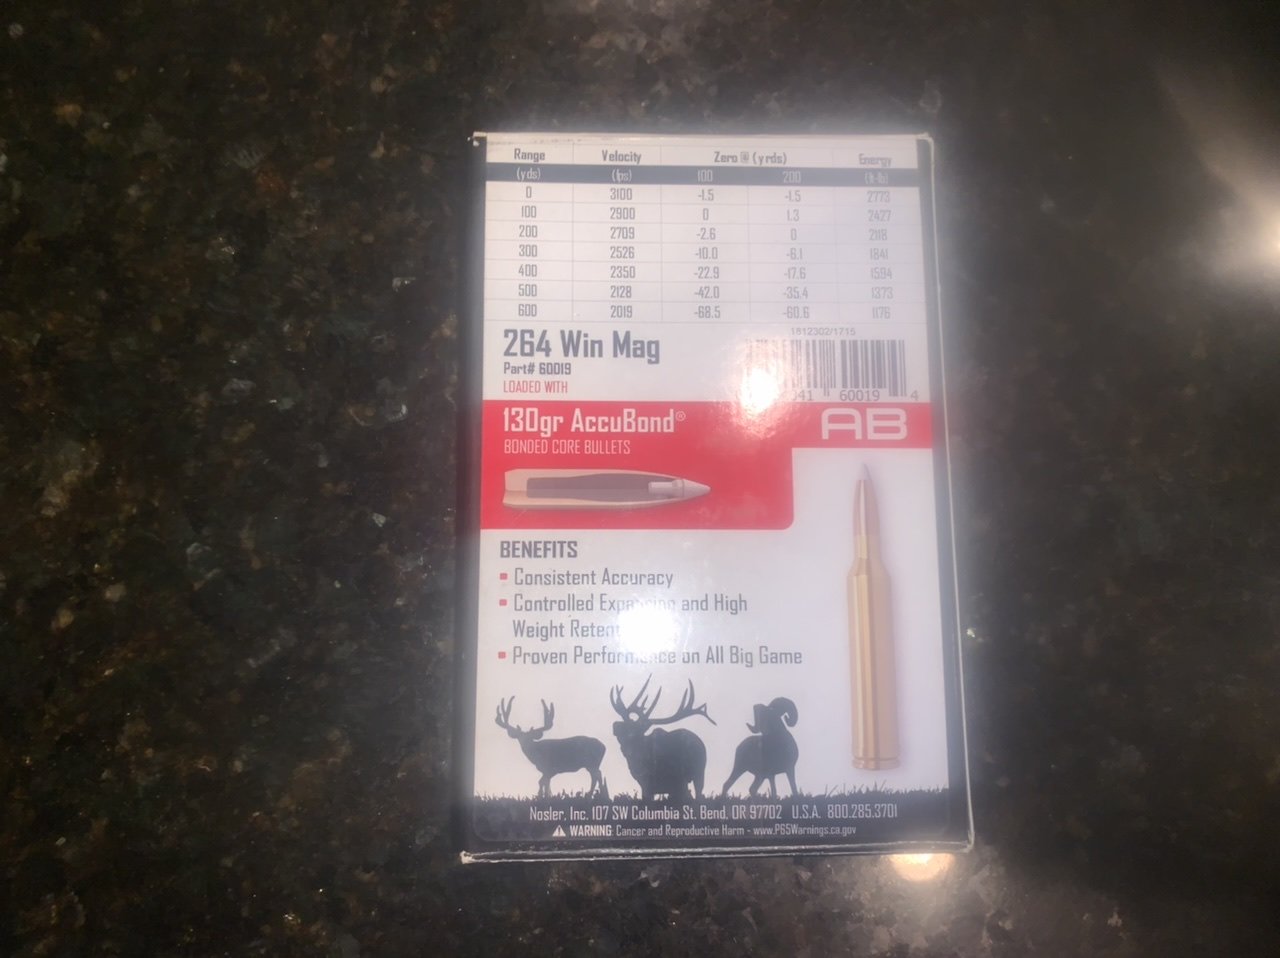 Range Velocity Zero @ (yrds) Energy
(yds) (fps) 100 200 (ft-lb)
0 3100 -1.5 -1.5 2773
100 2900 0 1.3 2427
200 2709 -2.6 0 2118
300 2526 -10.0 -6.1 1841
400 2350 -22.9 -17.6 1594
500 2128 -42.0 -35.4 1373
600 2019 -68.5 -60.6 1176
264 Win Mag
Part# 60019
LOADED WITH
1812302/1715
041 60019 4
130gr AccuBond®
BONDED CORE BULLETS
AB
BENEFITS
▪ Consistent Accuracy
▪ Controlled Expansion and High
Weight
▪ Proven Performance on All Big Game
Nosler, Inc. 107 SW Columbia St. Bend, OR 97702 U.S.A. 800.285.3701
⚠ WARNING: Cancer and Reproductive Harm - www.P65Warnings.ca.gov